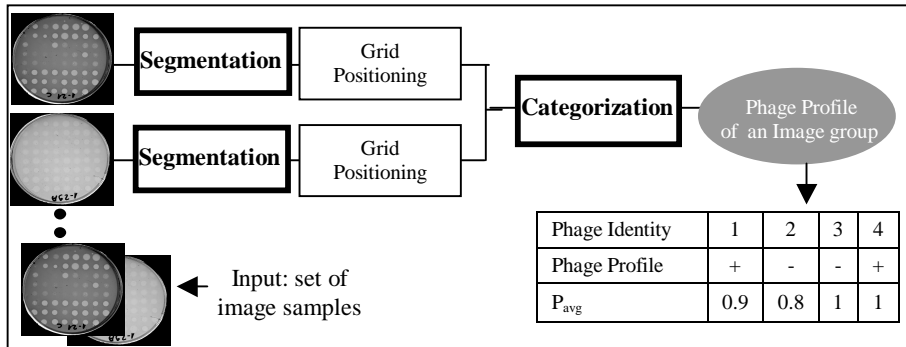 Segmentation
Grid
Positioning
Segmentation
Grid
Positioning
Categorization
Phage Profile
of an Image group
Input: set of
image samples
Phage Identity 1 2 3 4
Phage Profile + - - +
Pavg 0.9 0.8 1 1